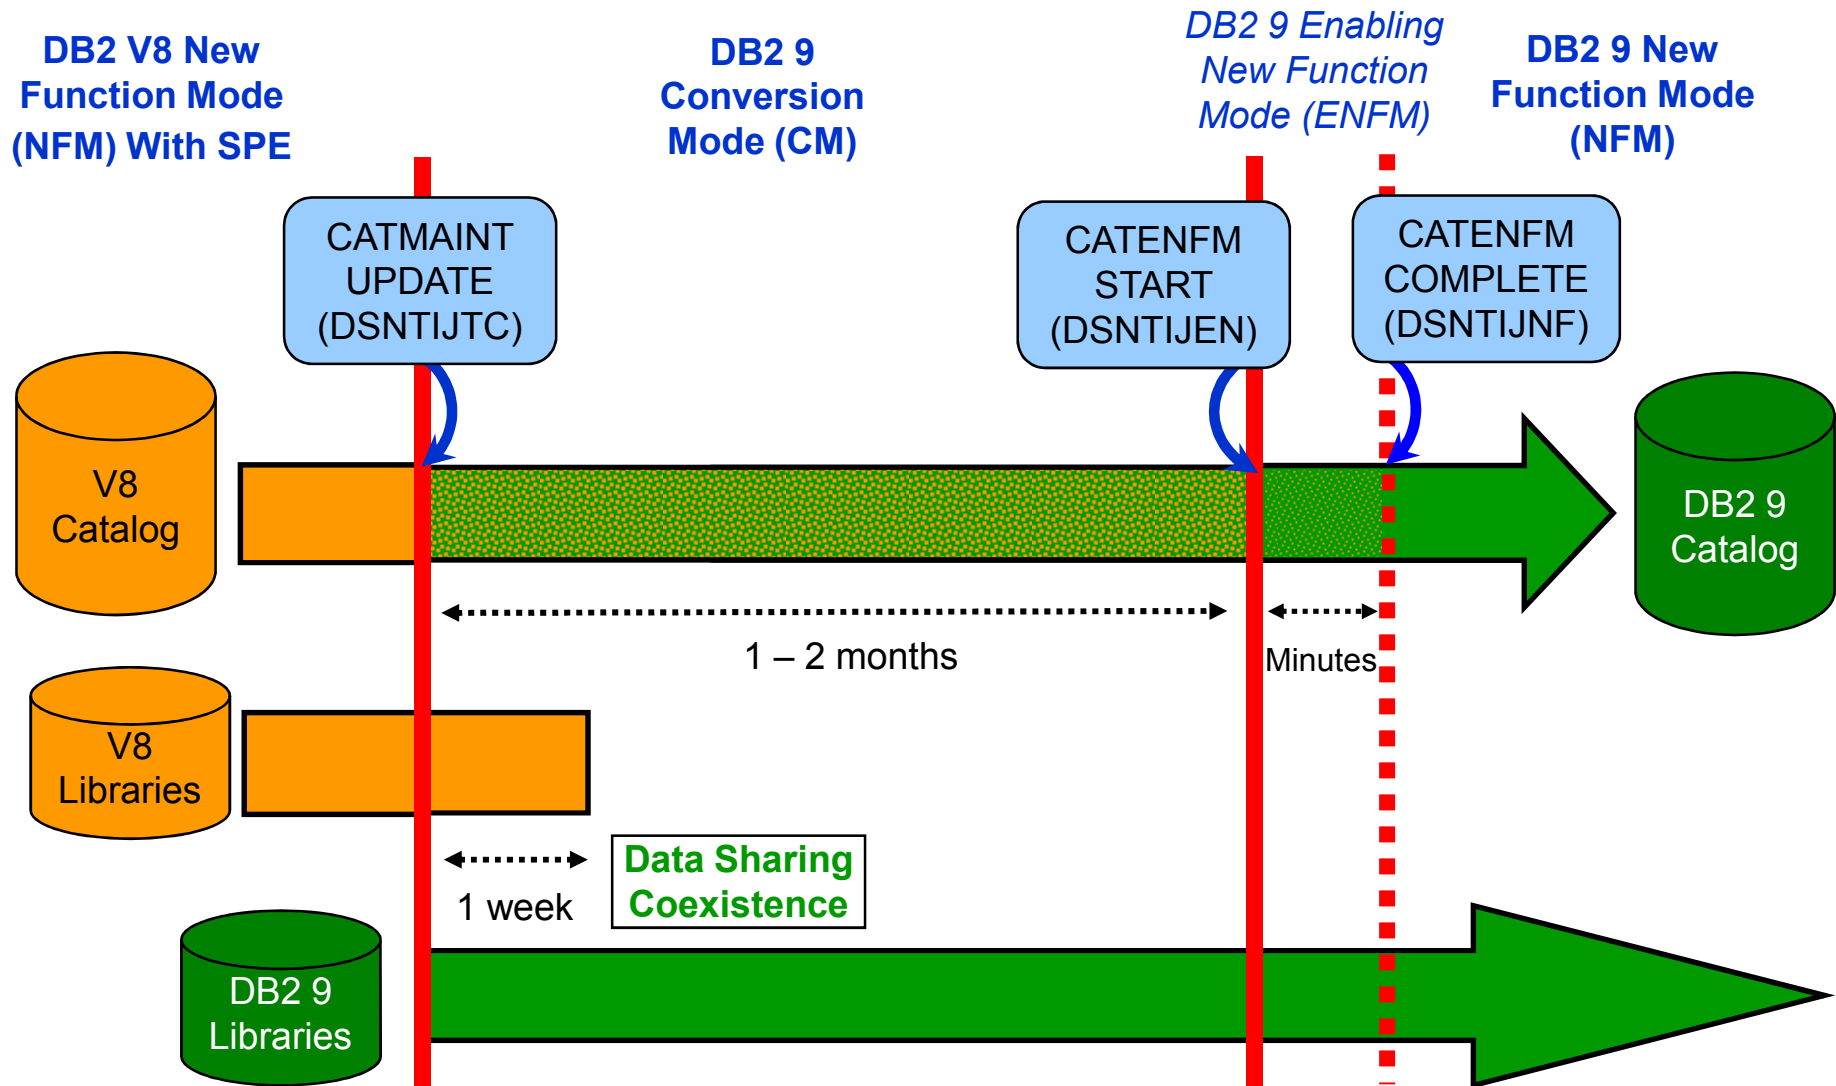 DB2 V8 New
Function Mode
(NFM) With SPE
DB2 9
Conversion
Mode (CM)
DB2 9 Enabling
New Function
Mode (ENFM)
DB2 9 New
Function Mode
(NFM)
CATMAINT
UPDATE
(DSNTIJTC)
CATENFM
START
(DSNTIJEN)
CATENFM
COMPLETE
(DSNTIJNF)
V8
Catalog
DB2 9
Catalog
1 – 2 months
Minutes
V8
Libraries
1 week
Data Sharing
Coexistence
DB2 9
Libraries